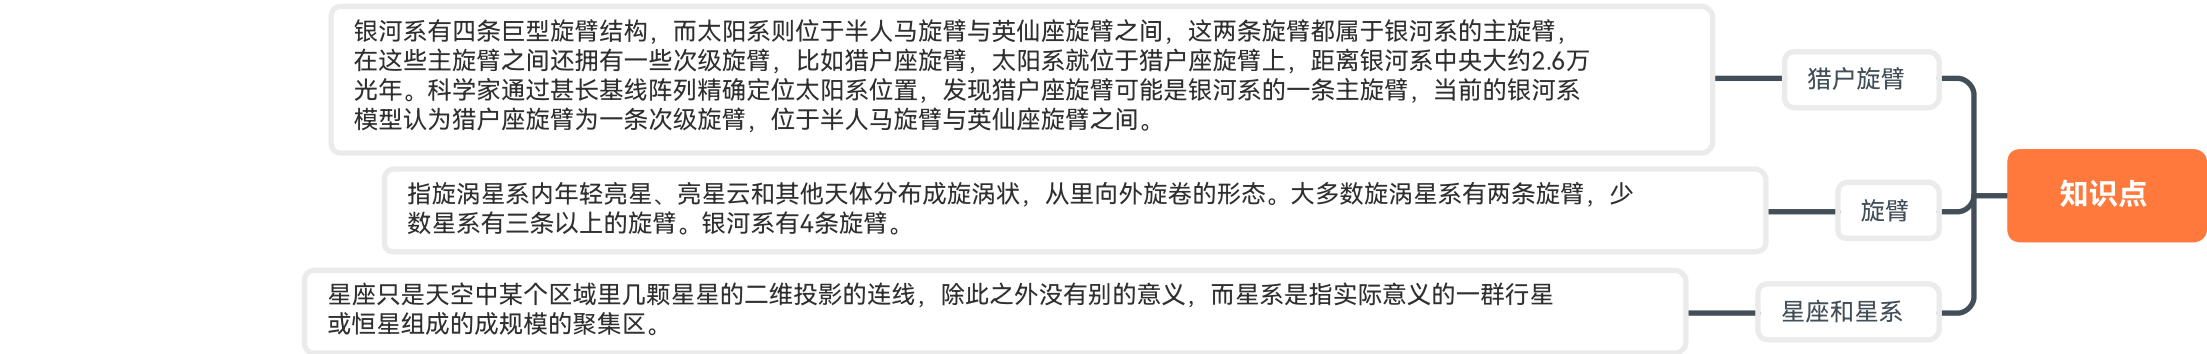 知识点
猎户旋臂
银河系有四条巨型旋臂结构，而太阳系则位于半人马旋臂与英仙座旋臂之间，这两条旋臂都属于银河系的主旋臂，
在这些主旋臂之间还拥有一些次级旋臂，比如猎户座旋臂，太阳系就位于猎户座旋臂上，距离银河系中央大约2.6万
光年。科学家通过甚长基线阵列精确定位太阳系位置，发现猎户座旋臂可能是银河系的一条主旋臂，当前的银河系
模型认为猎户座旋臂为一条次级旋臂，位于半人马旋臂与英仙座旋臂之间。
旋臂
指旋涡星系内年轻亮星、亮星云和其他天体分布成旋涡状，从里向外旋卷的形态。大多数旋涡星系有两条旋臂，少
数星系有三条以上的旋臂。银河系有4条旋臂。
星座和星系
星座只是天空中某个区域里几颗星星的二维投影的连线，除此之外没有别的意义，而星系是指实际意义的一群行星
或恒星组成的成规模的聚集区。